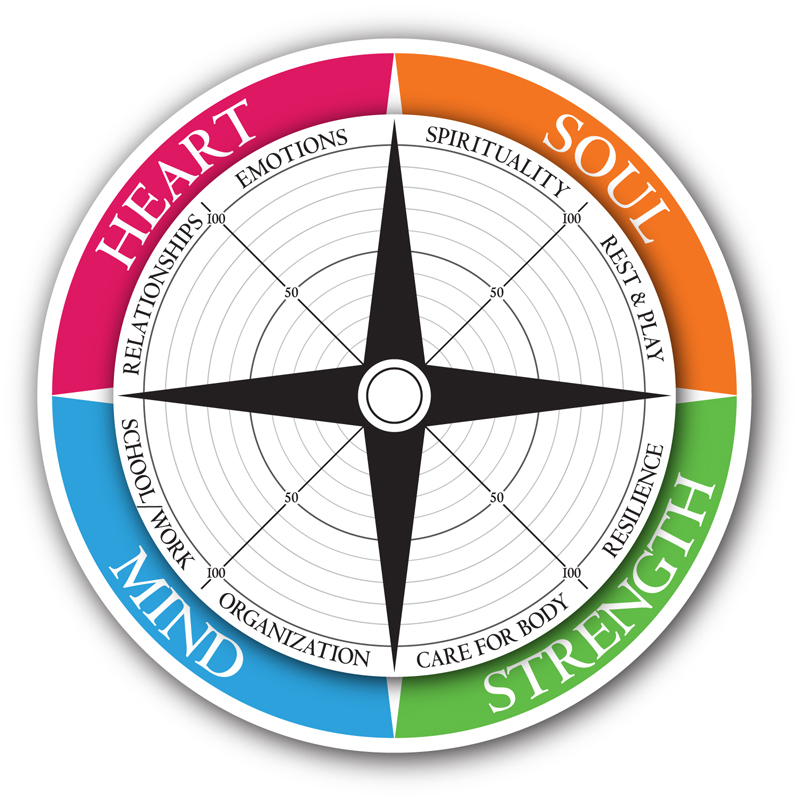 HEART
SOUL
EMOTIONS
SPIRITUALITY
RELATIONSHIPS
REST & PLAY
100
100
50
50
SCHOOL/WORK
RESILIENCE
50
50
100
100
ORGANIZATION
CARE FOR BODY
MIND
STRENGTH